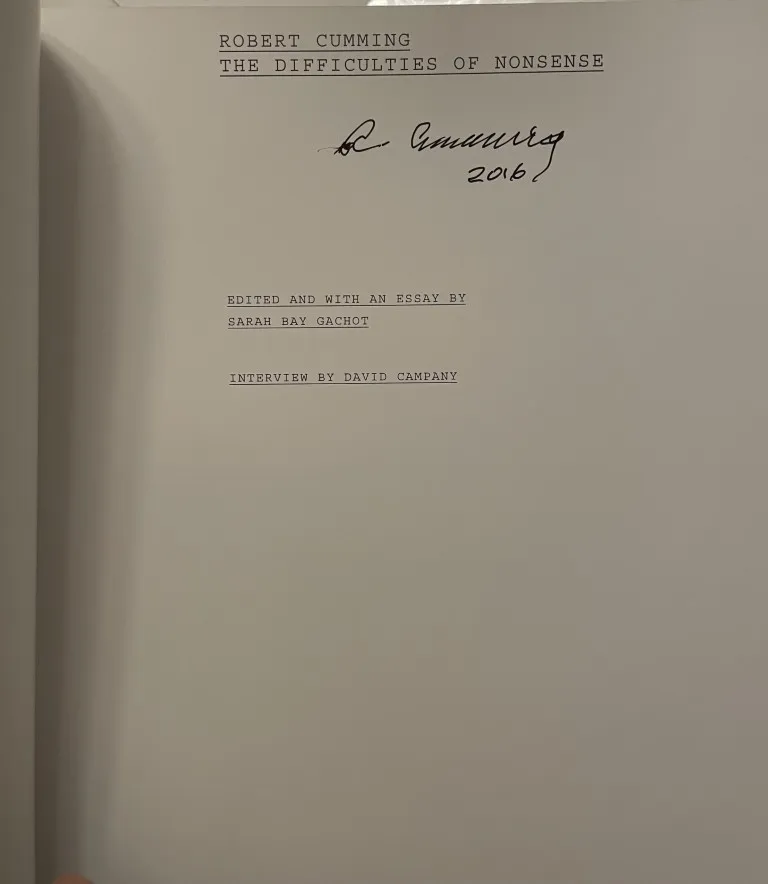 ROBERT CUMMING
THE DIFFICULTIES OF NONSENSE
R. Cumming
2016
EDITED AND WITH AN ESSAY BY
SARAH BAY GACHOT
INTERVIEW BY DAVID CAMPANY